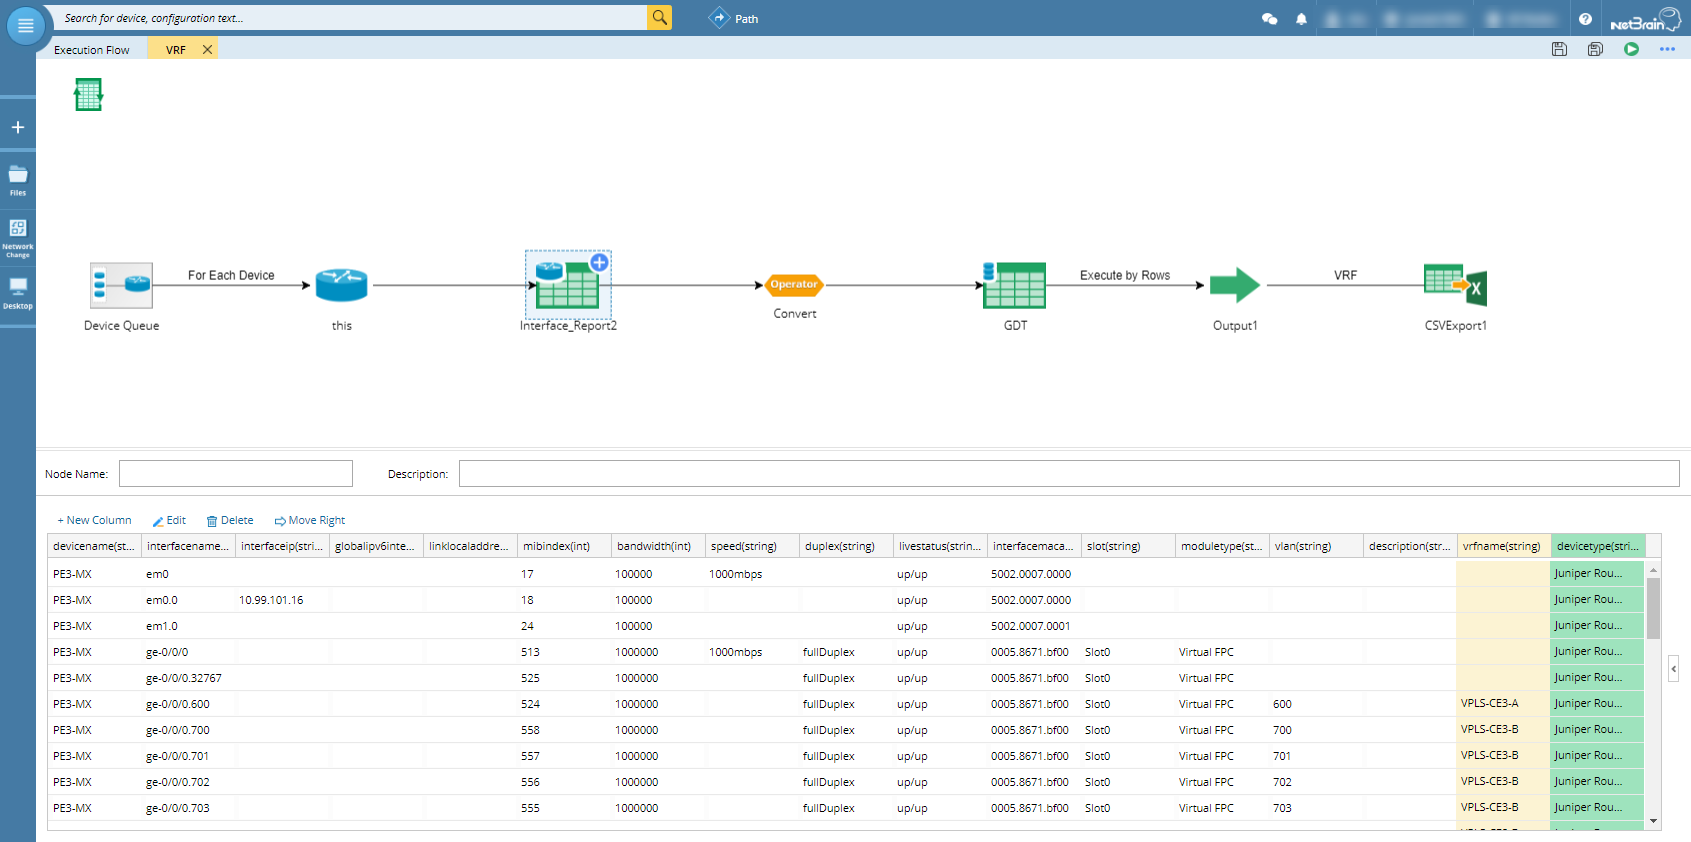 Search for device, configuration text...
Path
NetBrain
Execution Flow
VRF
Files
Network
Change
Desktop
For Each Device
Operator
Execute by Rows
VRF
X
Device Queue
this
Interface_Report2
Convert
GDT
Output1
CSVExport1
Node Name:
Description:
+ New Column Edit Delete Move Right
devicename(st... interfacename... interfaceip(stri... globalipv6inte... linklocaladdre... mibindex(int) bandwidth(int) speed(string) duplex(string) livestatus(strin... interfacemaca... slot(string) moduletype(st... vlan(string) description(str... vrfname(string) devicetype(stri...
PE3-MX em0 17 100000 1000mbps up/up 5002.0007.0000 Juniper Rou...
PE3-MX em0.0 10.99.101.16 18 100000 up/up 5002.0007.0000 Juniper Rou...
PE3-MX em1.0 24 100000 up/up 5002.0007.0001 Juniper Rou...
PE3-MX ge-0/0/0 513 1000000 1000mbps fullDuplex up/up 0005.8671.bf00 Slot0 Virtual FPC Juniper Rou...
PE3-MX ge-0/0/0.32767 525 1000000 fullDuplex up/up 0005.8671.bf00 Slot0 Virtual FPC Juniper Rou...
PE3-MX ge-0/0/0.600 524 1000000 fullDuplex up/up 0005.8671.bf00 Slot0 Virtual FPC 600 VPLS-CE3-A Juniper Rou...
PE3-MX ge-0/0/0.700 558 1000000 fullDuplex up/up 0005.8671.bf00 Slot0 Virtual FPC 700 VPLS-CE3-B Juniper Rou...
PE3-MX ge-0/0/0.701 557 1000000 fullDuplex up/up 0005.8671.bf00 Slot0 Virtual FPC 701 VPLS-CE3-B Juniper Rou...
PE3-MX ge-0/0/0.702 556 1000000 fullDuplex up/up 0005.8671.bf00 Slot0 Virtual FPC 702 VPLS-CE3-B Juniper Rou...
PE3-MX ge-0/0/0.703 555 1000000 fullDuplex up/up 0005.8671.bf00 Slot0 Virtual FPC 703 VPLS-CE3-B Juniper Rou...